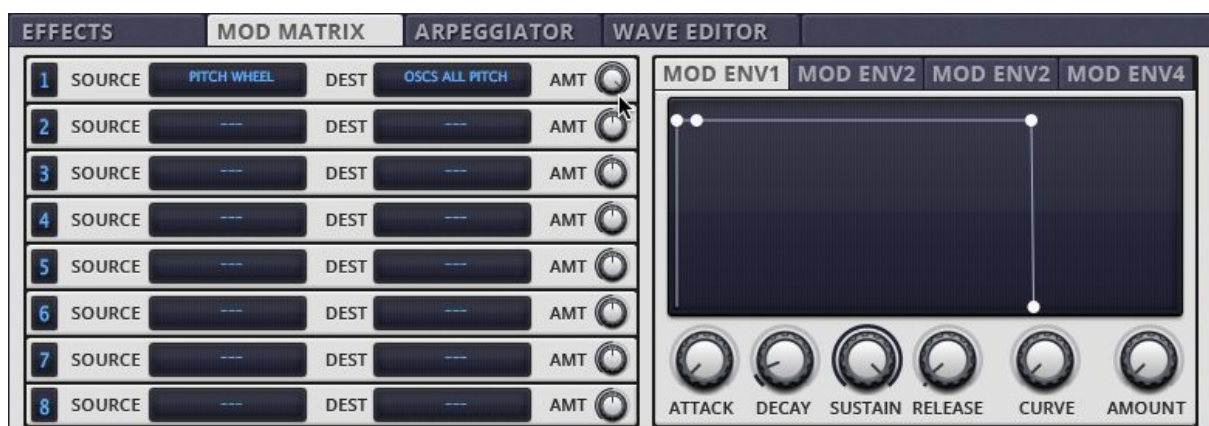 EFFECTS MOD MATRIX ARPEGGIATOR WAVE EDITOR
1 SOURCE PITCH WHEEL DEST OSCS ALL PITCH AMT
2 SOURCE --- DEST --- AMT
3 SOURCE --- DEST --- AMT
4 SOURCE --- DEST --- AMT
5 SOURCE --- DEST --- AMT
6 SOURCE --- DEST --- AMT
7 SOURCE --- DEST --- AMT
8 SOURCE --- DEST --- AMT
MOD ENV1 MOD ENV2 MOD ENV2 MOD ENV4
ATTACK DECAY SUSTAIN RELEASE CURVE AMOUNT